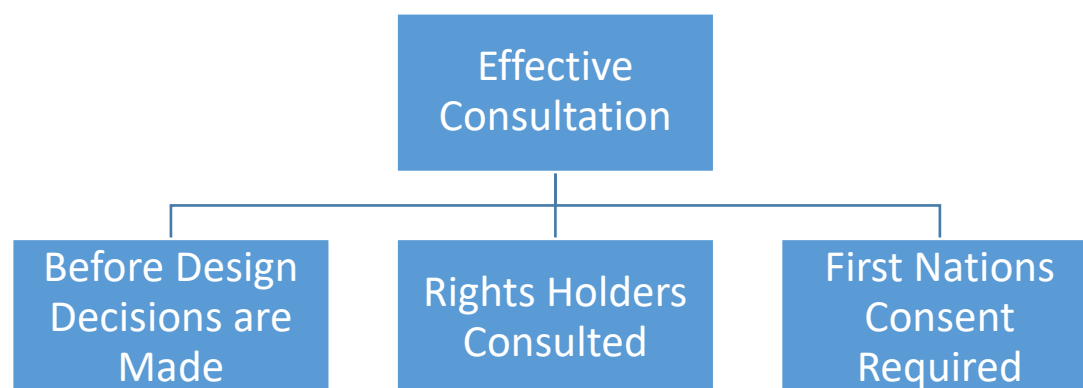 Effective
Consultation
Before Design
Decisions are
Made
Rights Holders
Consulted
First Nations
Consent
Required